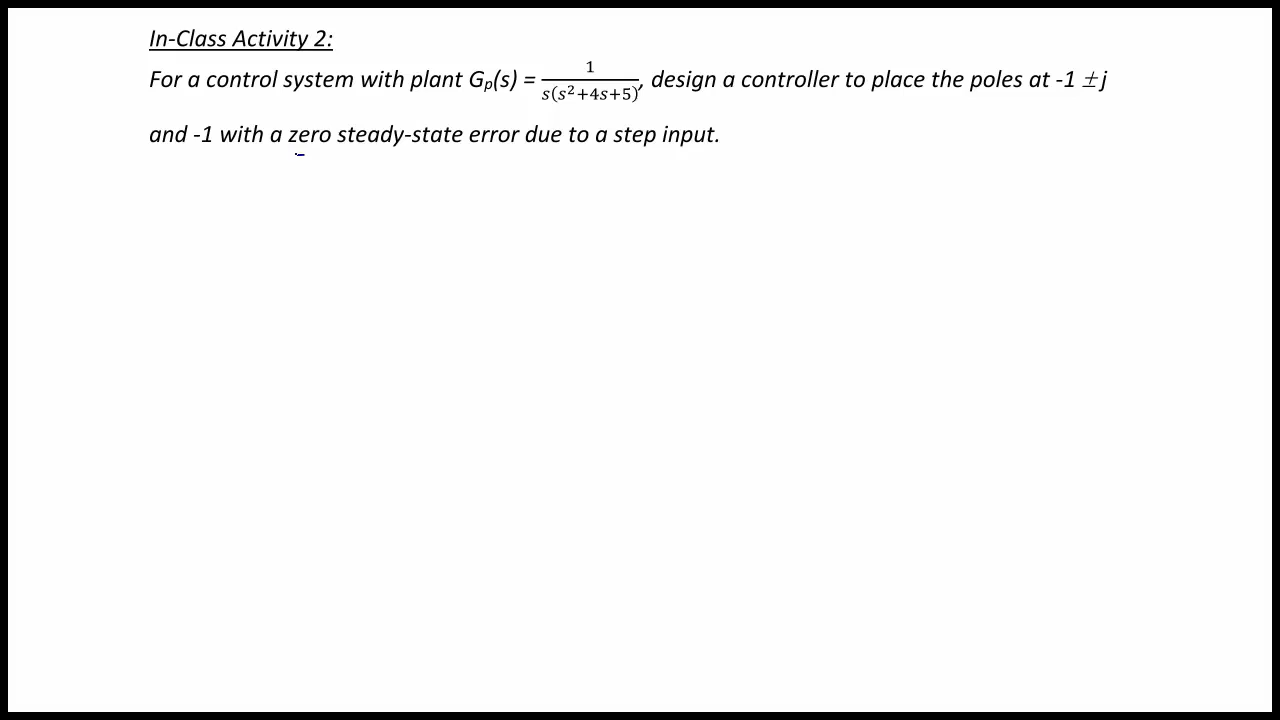 In-Class Activity 2:
For a control system with plant Gₚ(s) = 1/(s(s²+4s+5)), design a controller to place the poles at -1 ±j
and -1 with a zero steady-state error due to a step input.